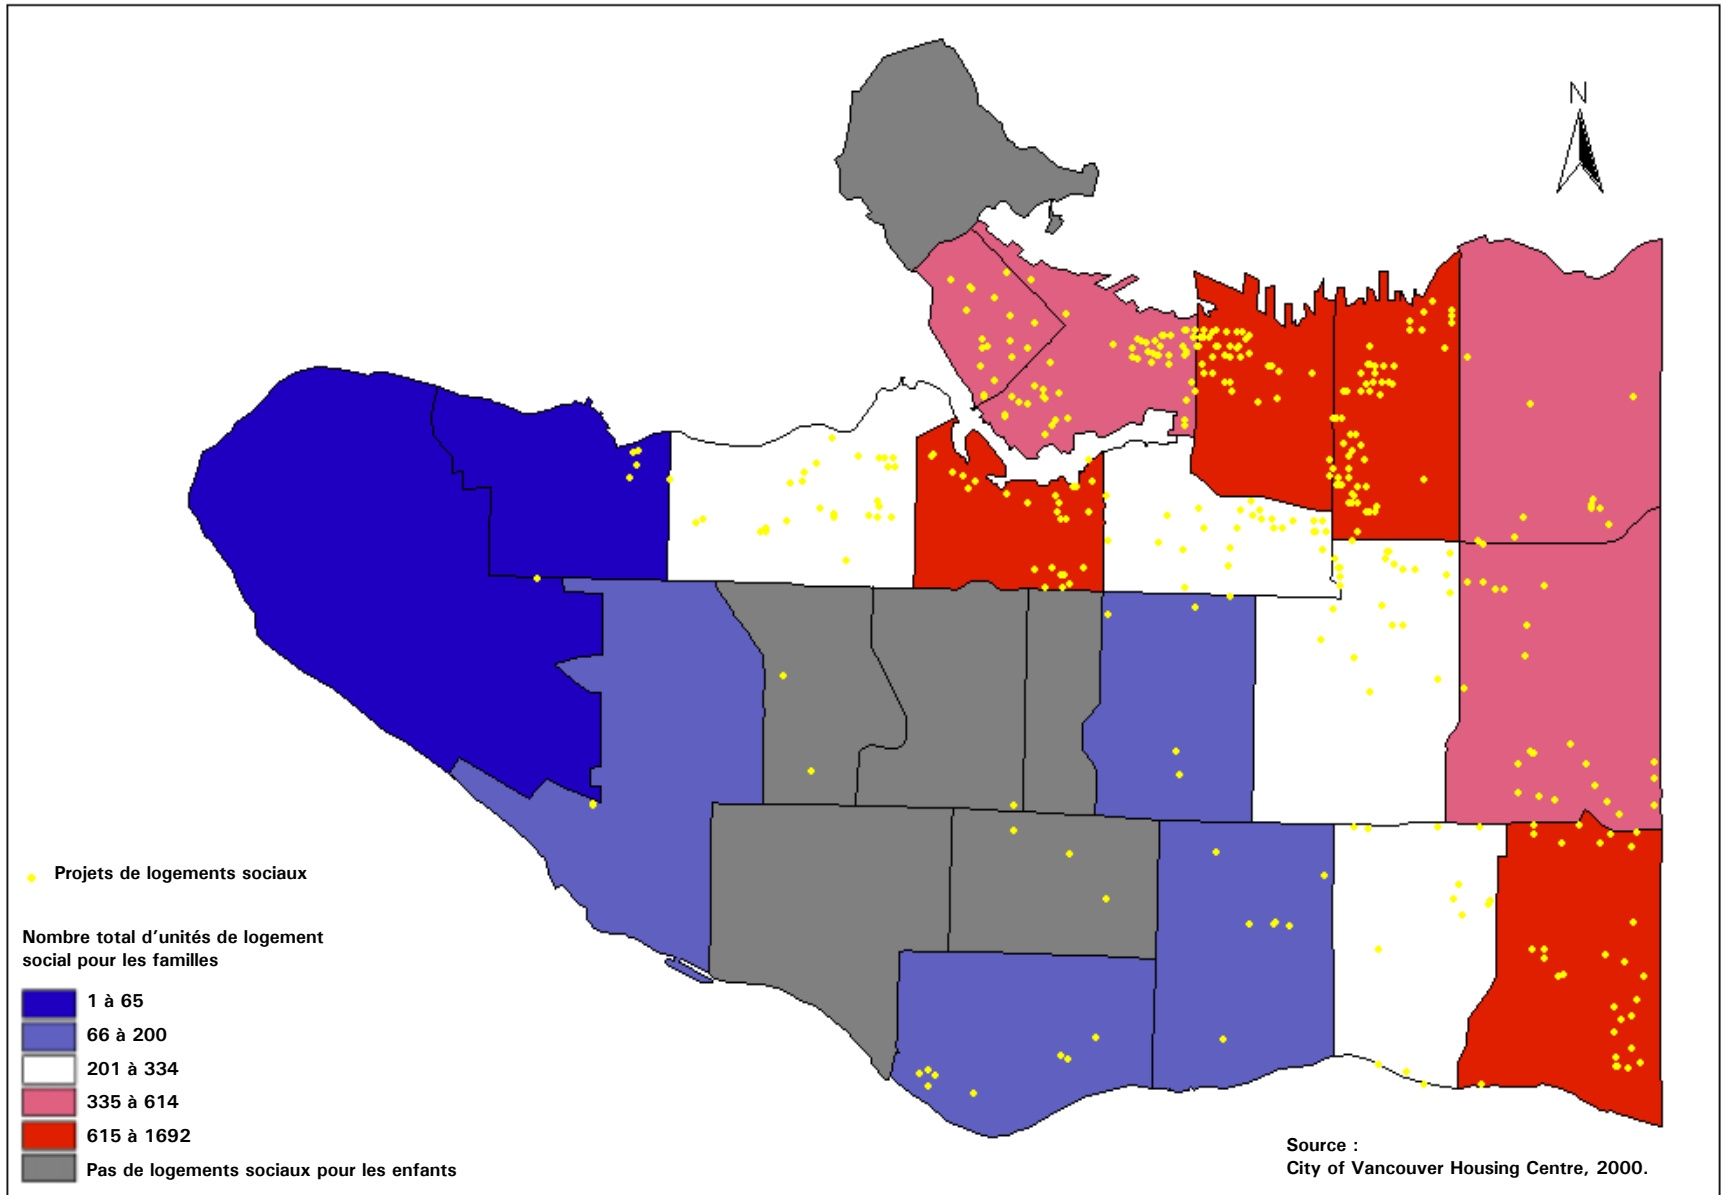 N
Projets de logements sociaux
Nombre total d'unités de logement
social pour les familles
1 à 65
66 à 200
201 à 334
335 à 614
615 à 1692
Pas de logements sociaux pour les enfants
Source :
City of Vancouver Housing Centre, 2000.